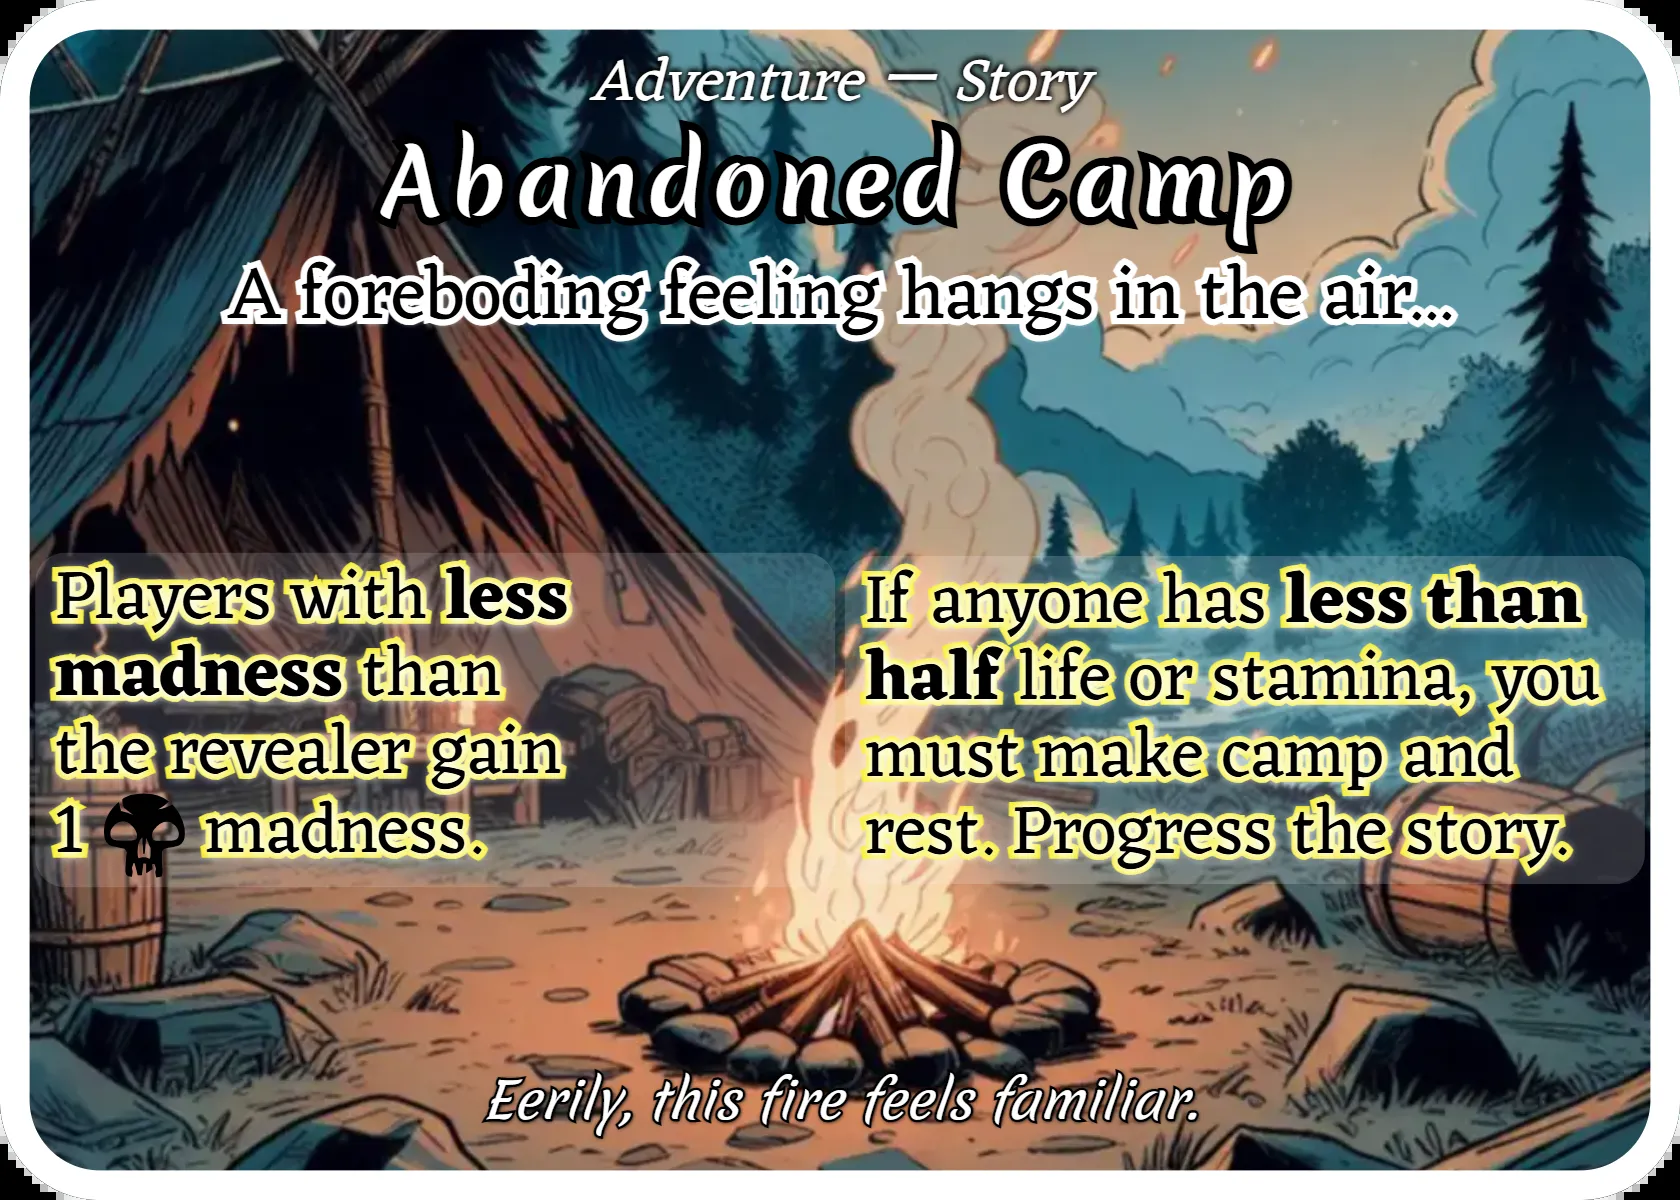 Adventure — Story
Abandoned Camp
A foreboding feeling hangs in the air...
Players with less
madness than
the revealer gain
1 madness.
If anyone has less than
half life or stamina, you
must make camp and
rest. Progress the story.
Eerily, this fire feels familiar.